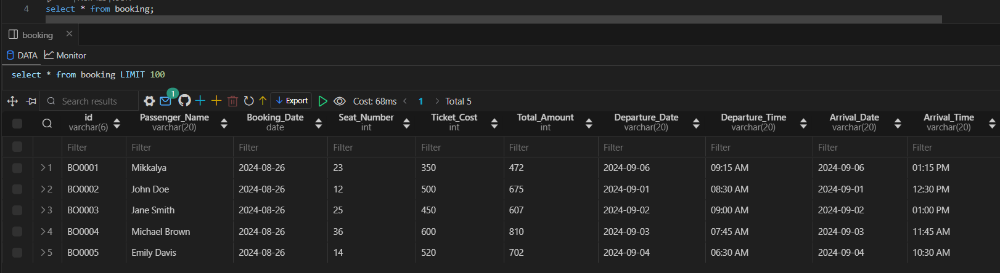 4 select * from booking;
booking
DATA Monitor
select * from booking LIMIT 100
Search results 1 Export Cost: 68ms 1 Total 5
id Passenger_Name Booking_Date Seat_Number Ticket_Cost Total_Amount Departure_Date Departure_Time Arrival_Date Arrival_Time
varchar(6) varchar(20) date int int int varchar(20) varchar(20) varchar(20) varchar(20)
Filter Filter Filter Filter Filter Filter Filter Filter Filter Filter
1 BO0001 Mikkalya 2024-08-26 23 350 472 2024-09-06 09:15 AM 2024-09-06 01:15 PM
2 BO0002 John Doe 2024-08-26 12 500 675 2024-09-01 08:30 AM 2024-09-01 12:30 PM
3 BO0003 Jane Smith 2024-08-26 25 450 607 2024-09-02 09:00 AM 2024-09-02 01:00 PM
4 BO0004 Michael Brown 2024-08-26 36 600 810 2024-09-03 07:45 AM 2024-09-03 11:45 AM
5 BO0005 Emily Davis 2024-08-26 14 520 702 2024-09-04 06:30 AM 2024-09-04 10:30 AM